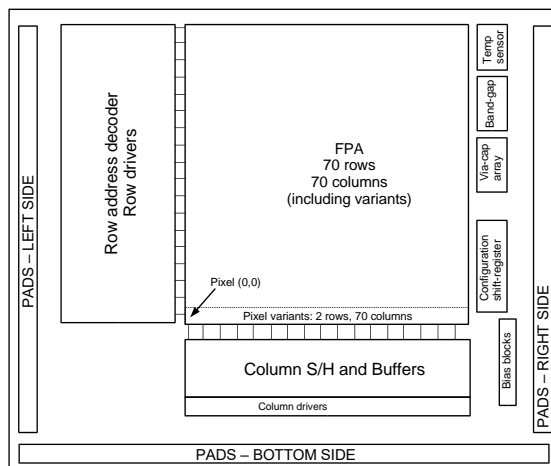 PADS – LEFT SIDE
Row address decoder
Row drivers
FPA
70 rows
70 columns
(including variants)
Pixel (0,0)
Pixel variants: 2 rows, 70 columns
Column S/H and Buffers
Column drivers
Temp
sensor
Band-gap
Via-cap
array
Configuration
shift-register
Bias blocks
PADS – RIGHT SIDE
PADS – BOTTOM SIDE